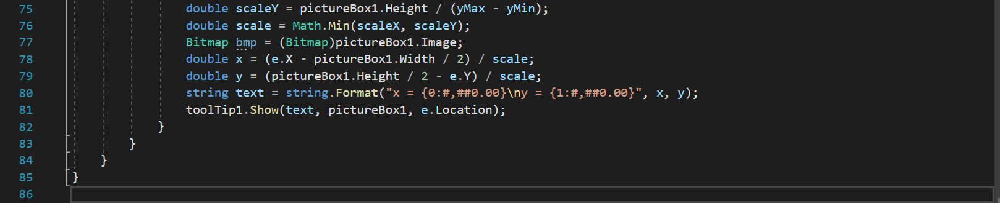 75 double scaleY = pictureBox1.Height / (yMax - yMin);
76 double scale = Math.Min(scaleX, scaleY);
77 Bitmap bmp = (Bitmap)pictureBox1.Image;
78 double x = (e.X - pictureBox1.Width / 2) / scale;
79 double y = (pictureBox1.Height / 2 - e.Y) / scale;
80 string text = string.Format("x = {0:#,##0.00}\ny = {1:#,##0.00}", x, y);
81 toolTip1.Show(text, pictureBox1, e.Location);
82 }
83 }
84 }
85 }
86